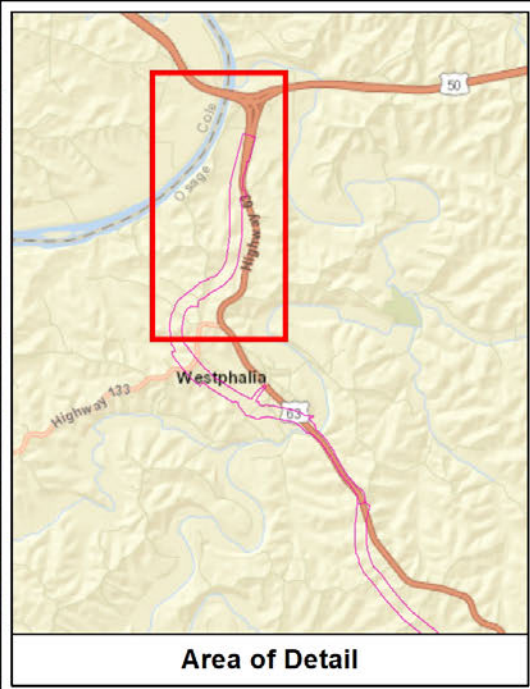 50
Cole
Osage
Highway 63
Westphalia
Highway 133
63
Area of Detail